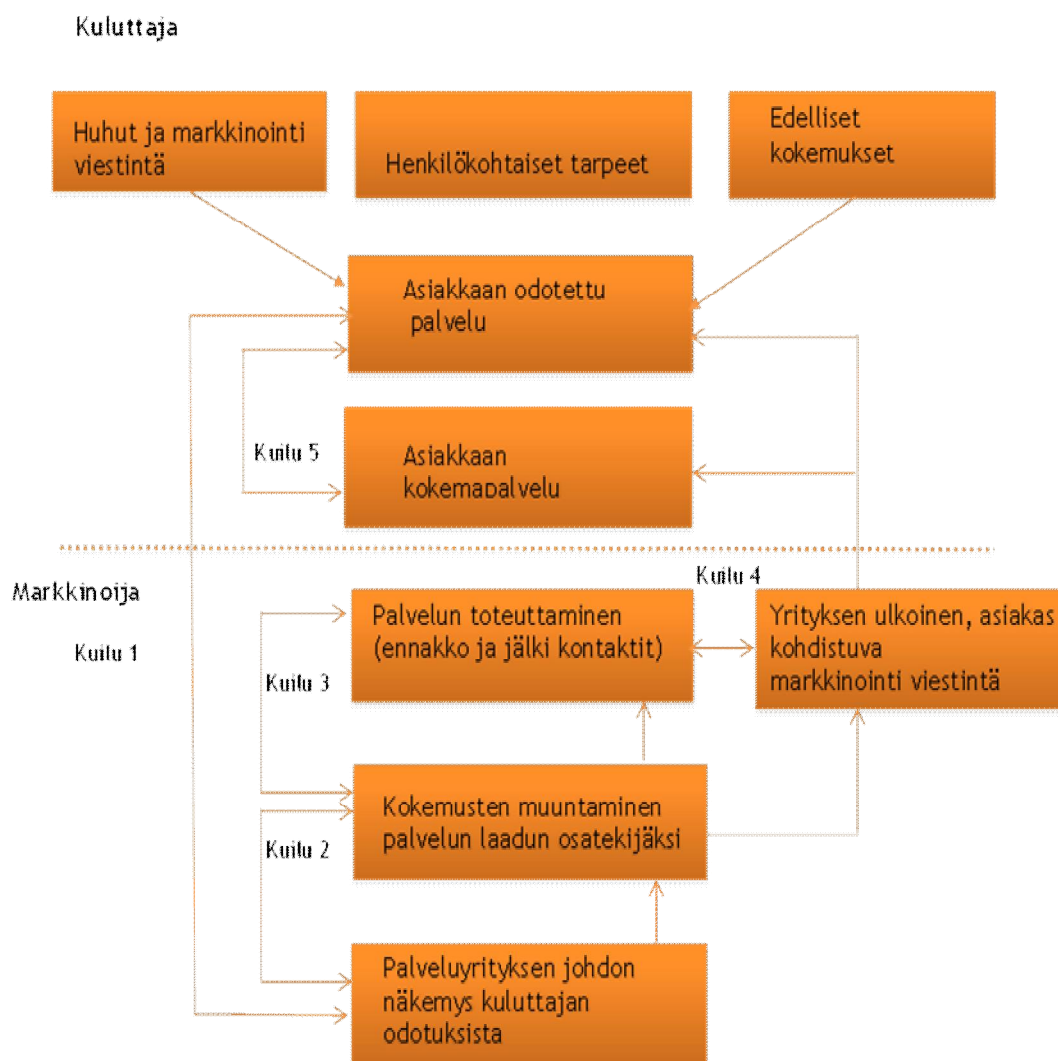 Kuluttaja
Huhut ja markkinointi
viestintä
Henkilökohtaiset tarpeet
Edelliset
kokemukset
Asiakkaan odotettu
palvelu
Kuilu 5
Asiakkaan
kokemapalvelu
Markkinoija
Kuilu 4
Kuilu 1
Palvelun toteuttaminen
(ennakko ja jälki kontaktit)
Yrityksen ulkoinen, asiakas
kohdistuva
markkinointi viestintä
Kuilu 3
Kokemusten muuntaminen
palvelun laadun osatekijäksi
Kuilu 2
Palveluyrityksen johdon
näkemys kuluttajan
odotuksista